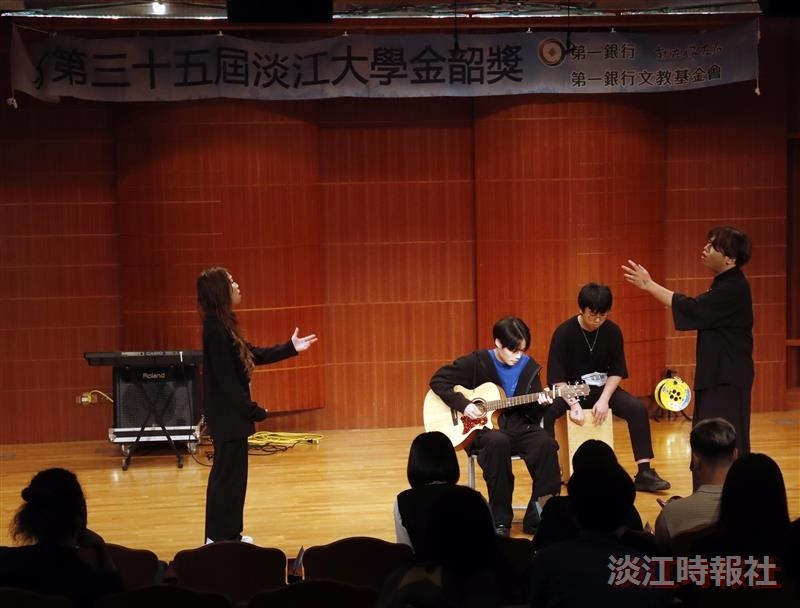 第三十五屆淡江大學金韶獎
第一銀行
第一銀行文教基金會
CASIO
Roland
淡江時報社